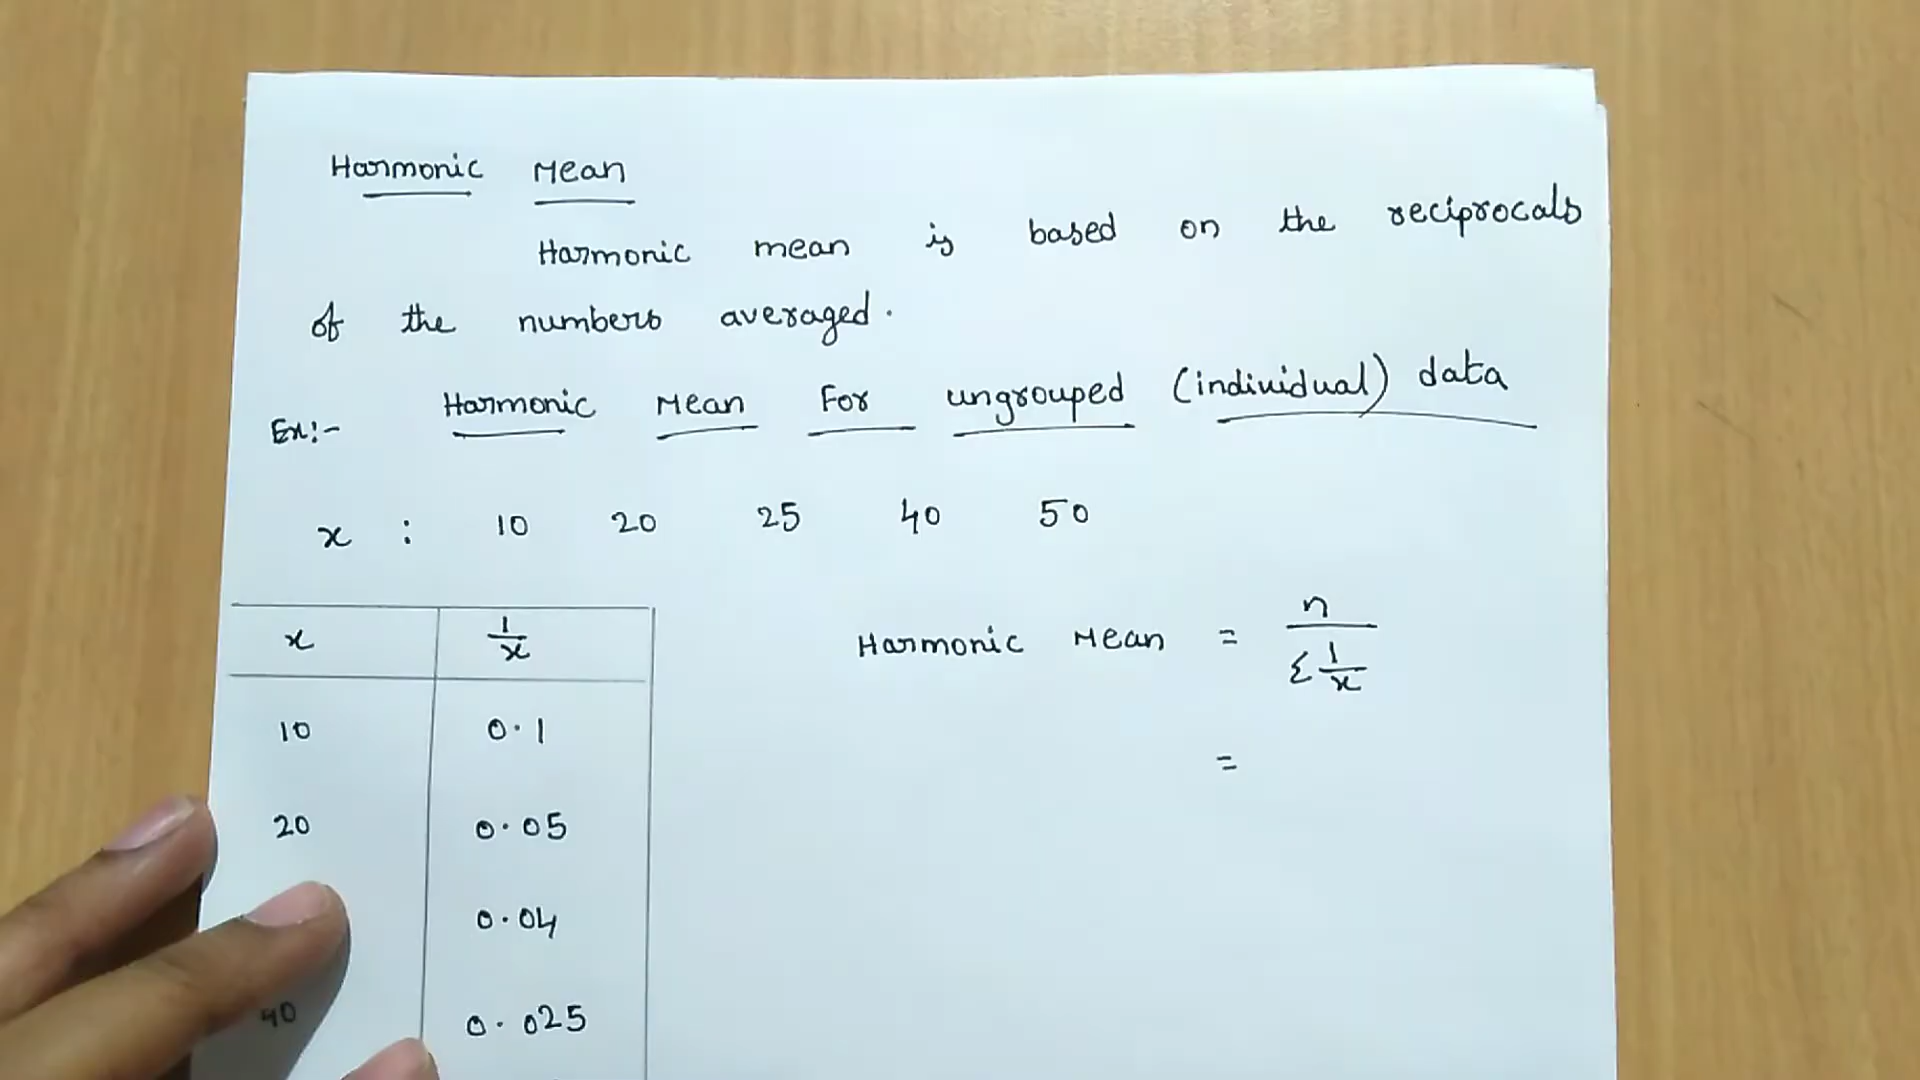 Harmonic Mean
Harmonic mean is based on the reciprocals
of the numbers averaged.
Ex:- Harmonic Mean For ungrouped (individual) data
x : 10 20 25 40 50
x 1/x
Harmonic Mean = n / Σ 1/x
10 0.1
=
20 0.05
0.04
40 0.025